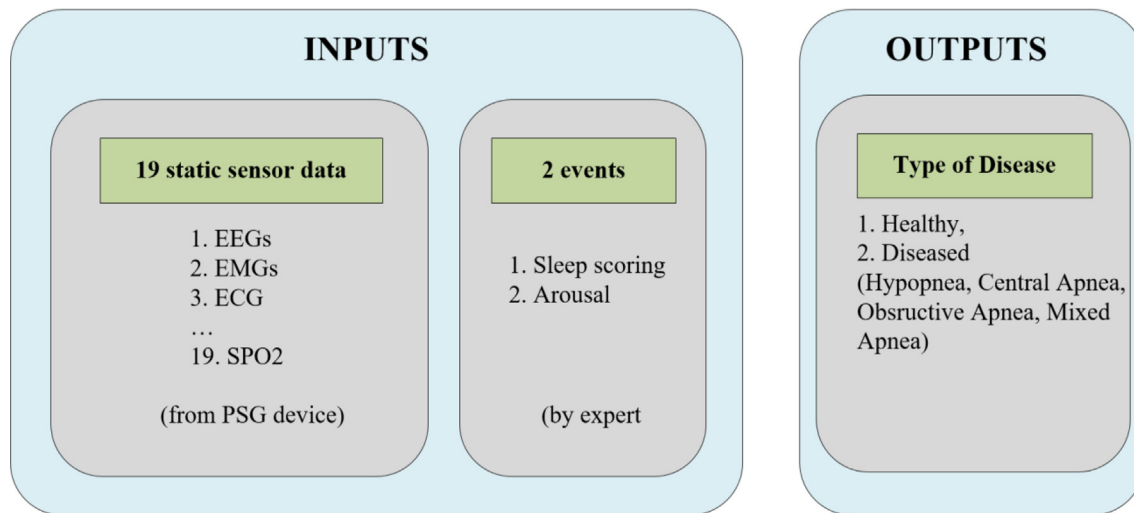 INPUTS
19 static sensor data
1. EEGs
2. EMGs
3. ECG
…
19. SPO2
(from PSG device)
2 events
1. Sleep scoring
2. Arousal
(by expert
OUTPUTS
Type of Disease
1. Healthy,
2. Diseased
(Hypopnea, Central Apnea,
Obsructive Apnea, Mixed
Apnea)